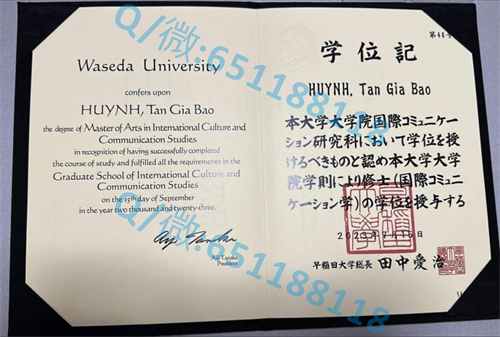 Waseda University
confers upon
HUYNH, Tan Gia Bao
the degree of Master of Arts in International Culture and
Communication Studies
in recognition of having successfully completed
the course of study and fulfilled all the requirements in the
Graduate School of International Culture and
Communication Studies
on the 15th day of September
in the year two thousand and twenty-three.
Aiji Tanaka
President
学位記
HUYNH, Tan Gia Bao
本大学大学院国際コミュニケー
ション研究科において学位を授
けるべきものと認め本大学大学
院学則により修士(国際コミュニ
ケーション学)の学位を授与する
2023年9月15日
早稲田大学総長 田中愛治
Q/微:651188118
Q/微:651188118